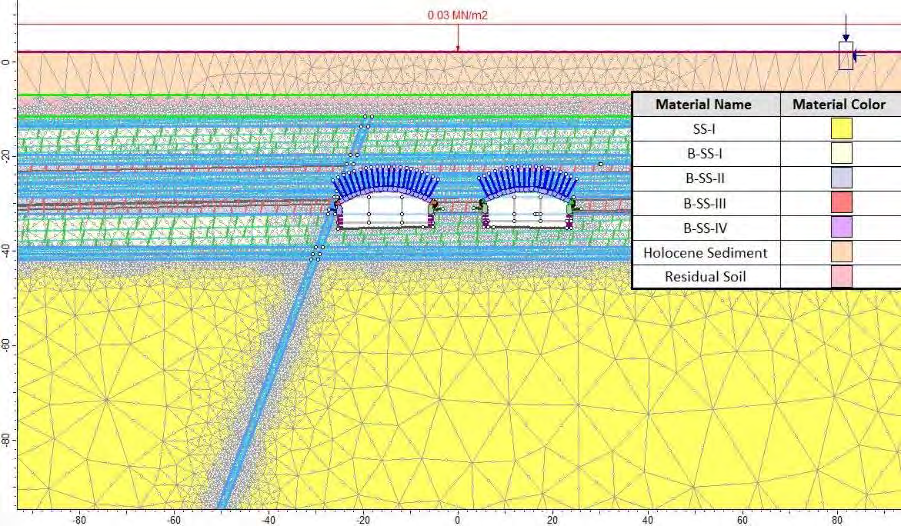 0.03 MN/m2
0
-20
-40
-60
-80
Material Name Material Color
SS-I
B-SS-I
B-SS-II
B-SS-III
B-SS-IV
Holocene Sediment
Residual Soil
-80 -60 -40 -20 0 20 40 60 80